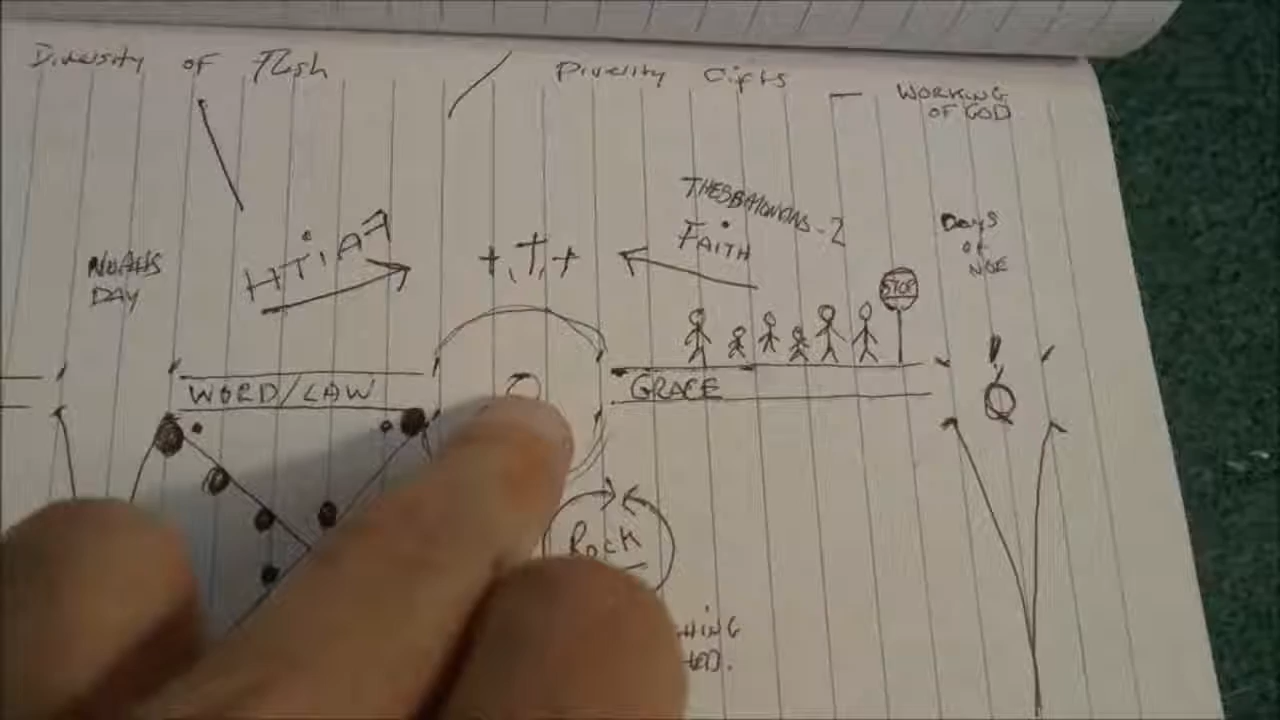 Diversity of Flesh
Diversity Gifts
WORKING
OF GOD
THESSALONIANS-2
FAITH
HTiAF
NOAHS
DAY
Days
of
NOE
STOP
WORD/LAW
GRACE
Rock